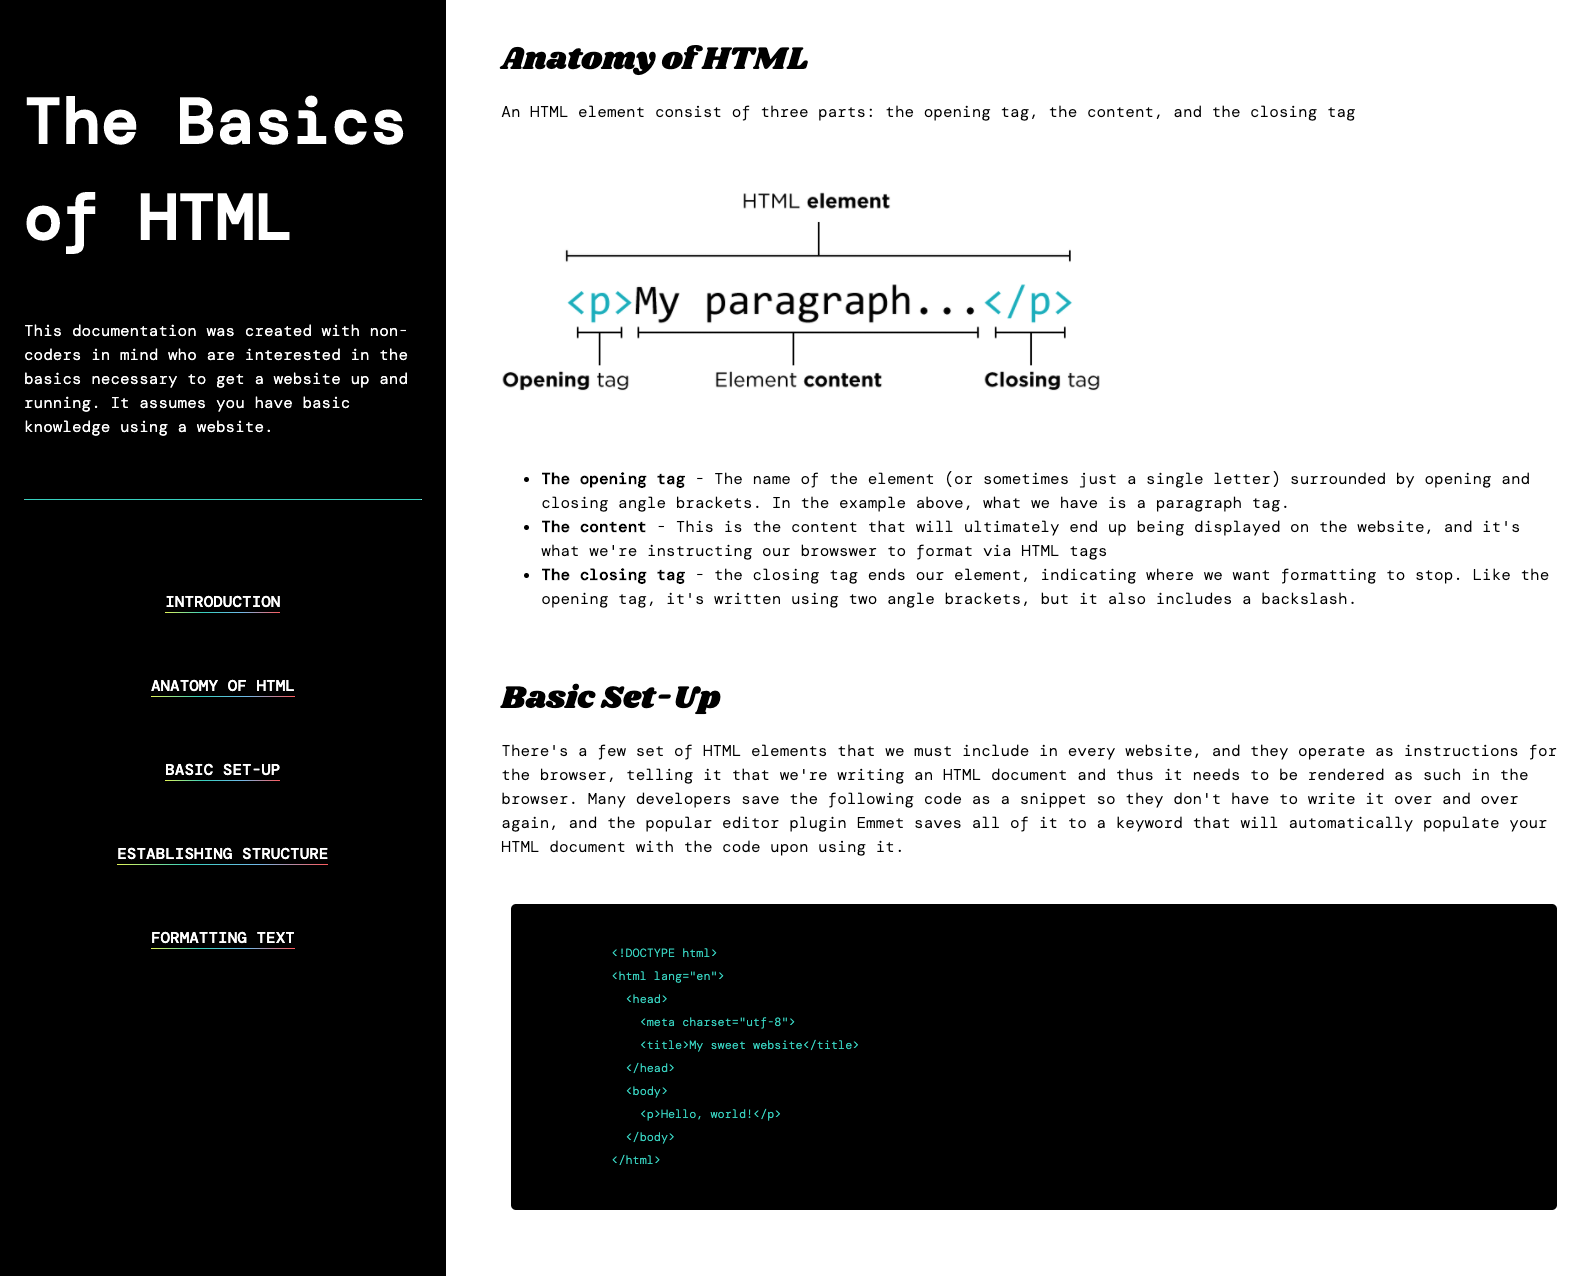 The Basics
of HTML
This documentation was created with non-
coders in mind who are interested in the
basics necessary to get a website up and
running. It assumes you have basic
knowledge using a website.
INTRODUCTION
ANATOMY OF HTML
BASIC SET-UP
ESTABLISHING STRUCTURE
FORMATTING TEXT
Anatomy of HTML
An HTML element consist of three parts: the opening tag, the content, and the closing tag
HTML element
<p>My paragraph...</p>
Opening tag Element content Closing tag
• The opening tag - The name of the element (or sometimes just a single letter) surrounded by opening and
closing angle brackets. In the example above, what we have is a paragraph tag.
• The content - This is the content that will ultimately end up being displayed on the website, and it's
what we're instructing our browswer to format via HTML tags
• The closing tag - the closing tag ends our element, indicating where we want formatting to stop. Like the
opening tag, it's written using two angle brackets, but it also includes a backslash.
Basic Set-Up
There's a few set of HTML elements that we must include in every website, and they operate as instructions for
the browser, telling it that we're writing an HTML document and thus it needs to be rendered as such in the
browser. Many developers save the following code as a snippet so they don't have to write it over and over
again, and the popular editor plugin Emmet saves all of it to a keyword that will automatically populate your
HTML document with the code upon using it.
<!DOCTYPE html>
<html lang="en">
<head>
<meta charset="utf-8">
<title>My sweet website</title>
</head>
<body>
<p>Hello, world!</p>
</body>
</html>